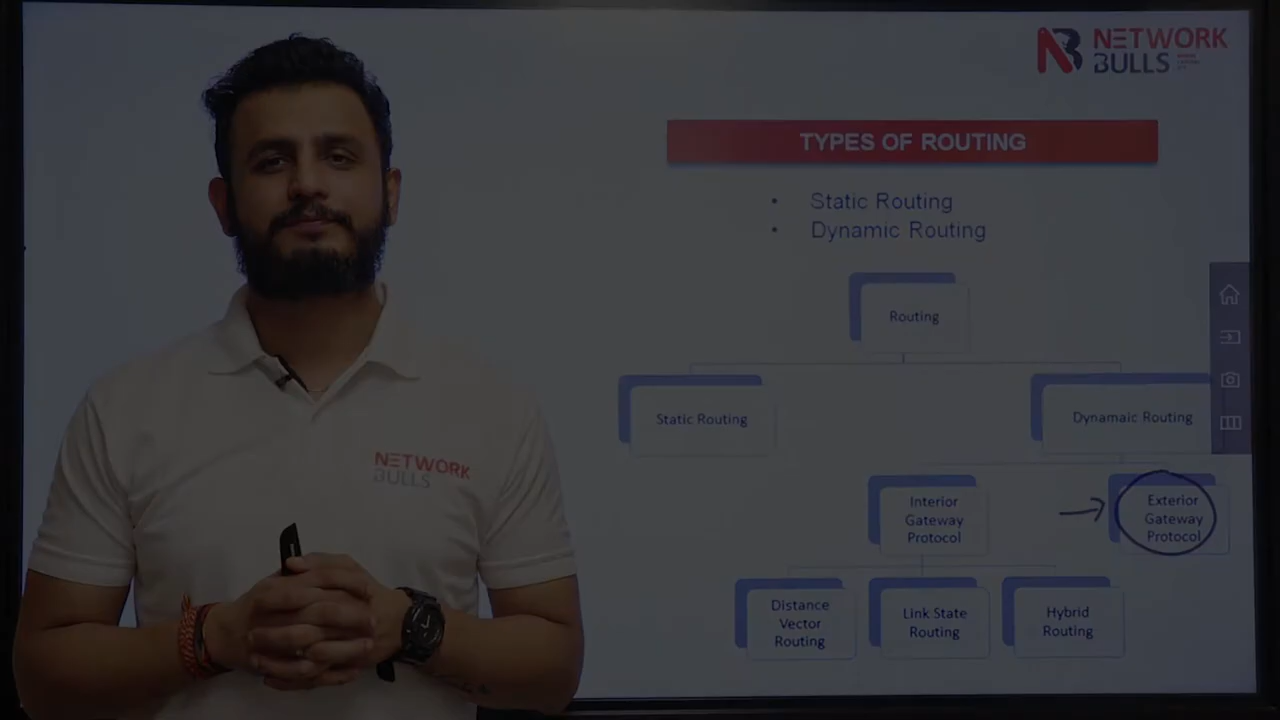 NETWORK
BULLS
TYPES OF ROUTING
• Static Routing
• Dynamic Routing
Routing
Static Routing
Dynamaic Routing
Interior
Gateway
Protocol
Exterior
Gateway
Protocol
Distance
Vector
Routing
Link State
Routing
Hybrid
Routing
NETWORK
BULLS